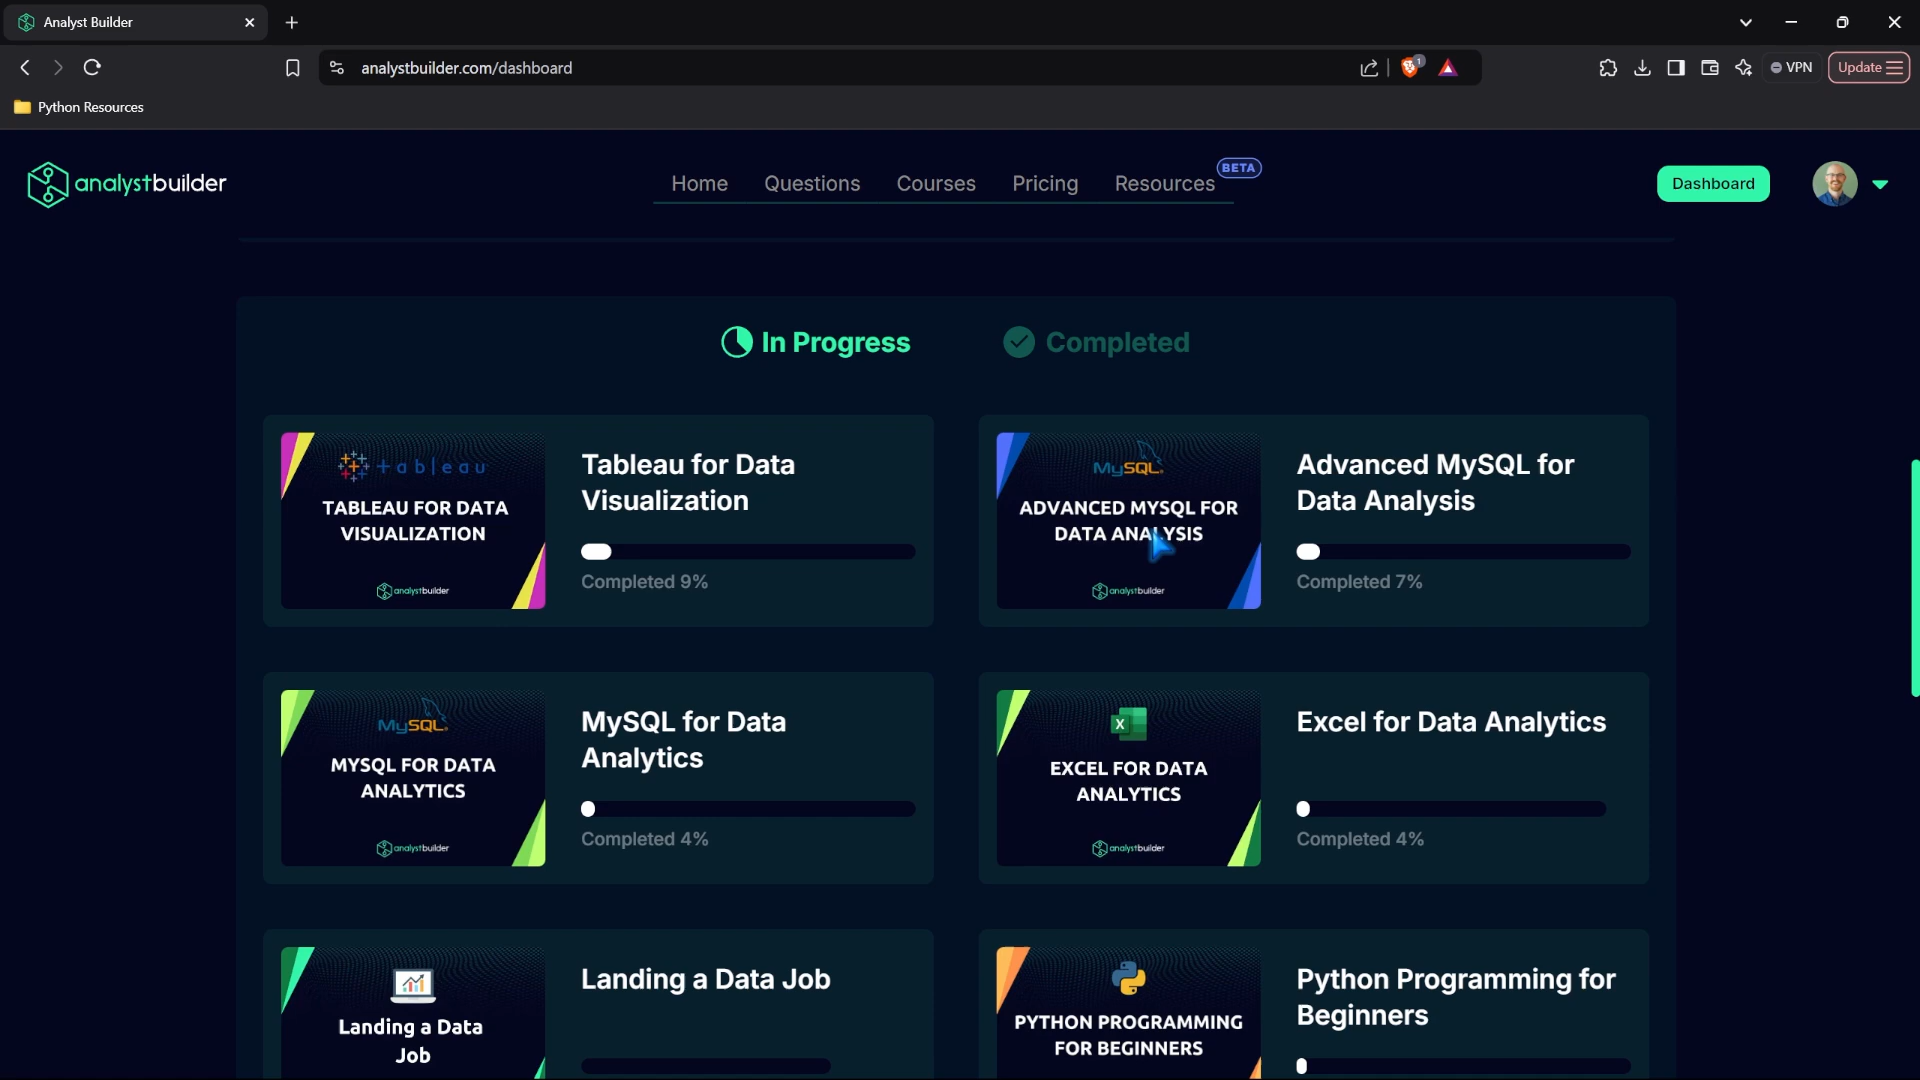 Analyst Builder
analystbuilder.com/dashboard
1
VPN
Update
Python Resources
analystbuilder
Home
Questions
Courses
Pricing
Resources
BETA
Dashboard
In Progress
Completed
+ a b | e a u
TABLEAU FOR DATA
VISUALIZATION
analystbuilder
Tableau for Data
Visualization
Completed 9%
MySQL
ADVANCED MYSQL FOR
DATA ANALYSIS
analystbuilder
Advanced MySQL for
Data Analysis
Completed 7%
MySQL
MYSQL FOR DATA
ANALYTICS
analystbuilder
MySQL for Data
Analytics
Completed 4%
X
EXCEL FOR DATA
ANALYTICS
analystbuilder
Excel for Data Analytics
Completed 4%
Landing a Data
Job
Landing a Data Job
PYTHON PROGRAMMING
FOR BEGINNERS
Python Programming for
Beginners